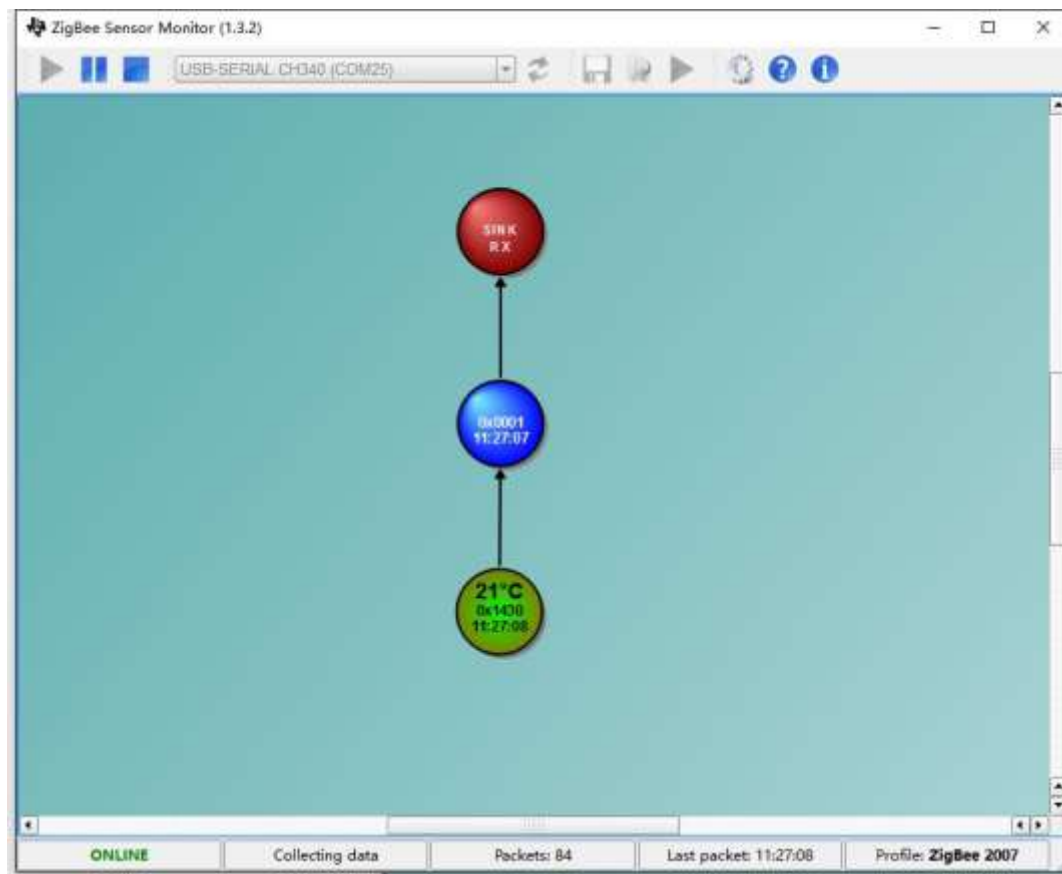 ZigBee Sensor Monitor (1.3.2)
USB-SERIAL CH340 (COM25)
SINK
RX
0x0001
11:27:07
21°C
0x1430
11:27:08
ONLINE
Collecting data
Packets: 84
Last packet: 11:27:08
Profile: ZigBee 2007